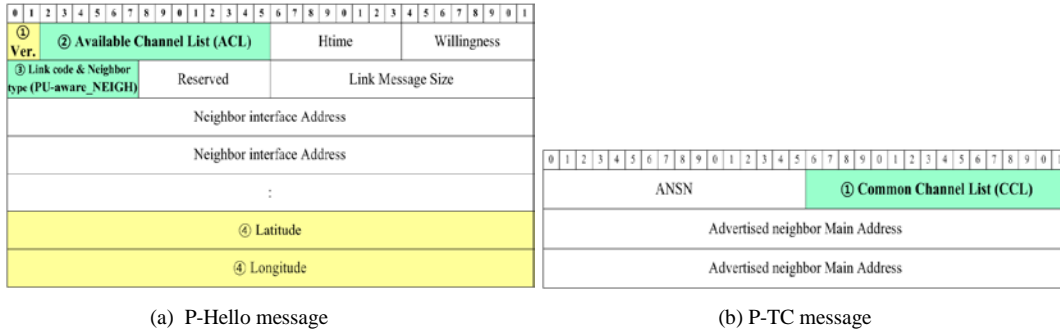 0 1 2 3 4 5 6 7 8 9 0 1 2 3 4 5 6 7 8 9 0 1 2 3 4 5 6 7 8 9 0 1
① Ver. ② Available Channel List (ACL) Htime Willingness
③ Link code & Neighbor type (PU-aware_NEIGH) Reserved Link Message Size
Neighbor interface Address
Neighbor interface Address
:
④ Latitude
④ Longitude
(a) P-Hello message
0 1 2 3 4 5 6 7 8 9 0 1 2 3 4 5 6 7 8 9 0 1 2 3 4 5 6 7 8 9 0 1
ANSN ① Common Channel List (CCL)
Advertised neighbor Main Address
Advertised neighbor Main Address
(b) P-TC message